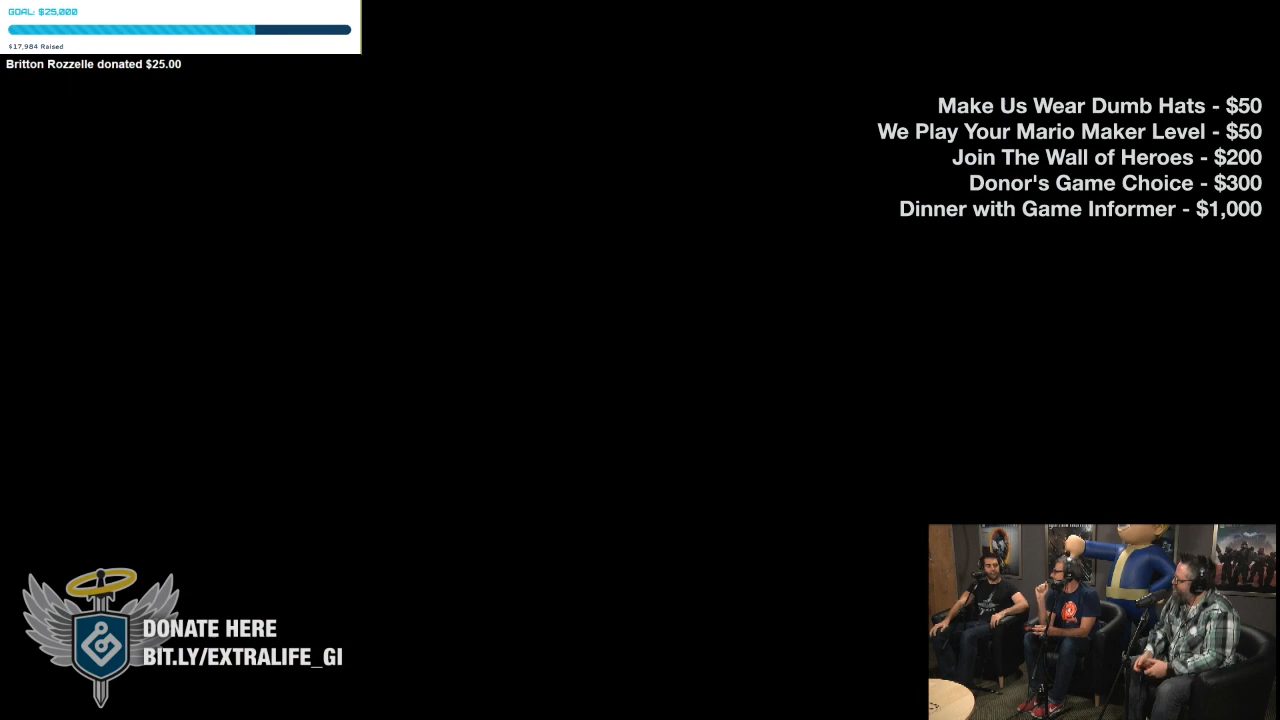 GOAL: $25,000
$17,984 Raised
Britton Rozzelle donated $25.00
Make Us Wear Dumb Hats - $50
We Play Your Mario Maker Level - $50
Join The Wall of Heroes - $200
Donor's Game Choice - $300
Dinner with Game Informer - $1,000
DONATE HERE
BIT.LY/EXTRALIFE_GI